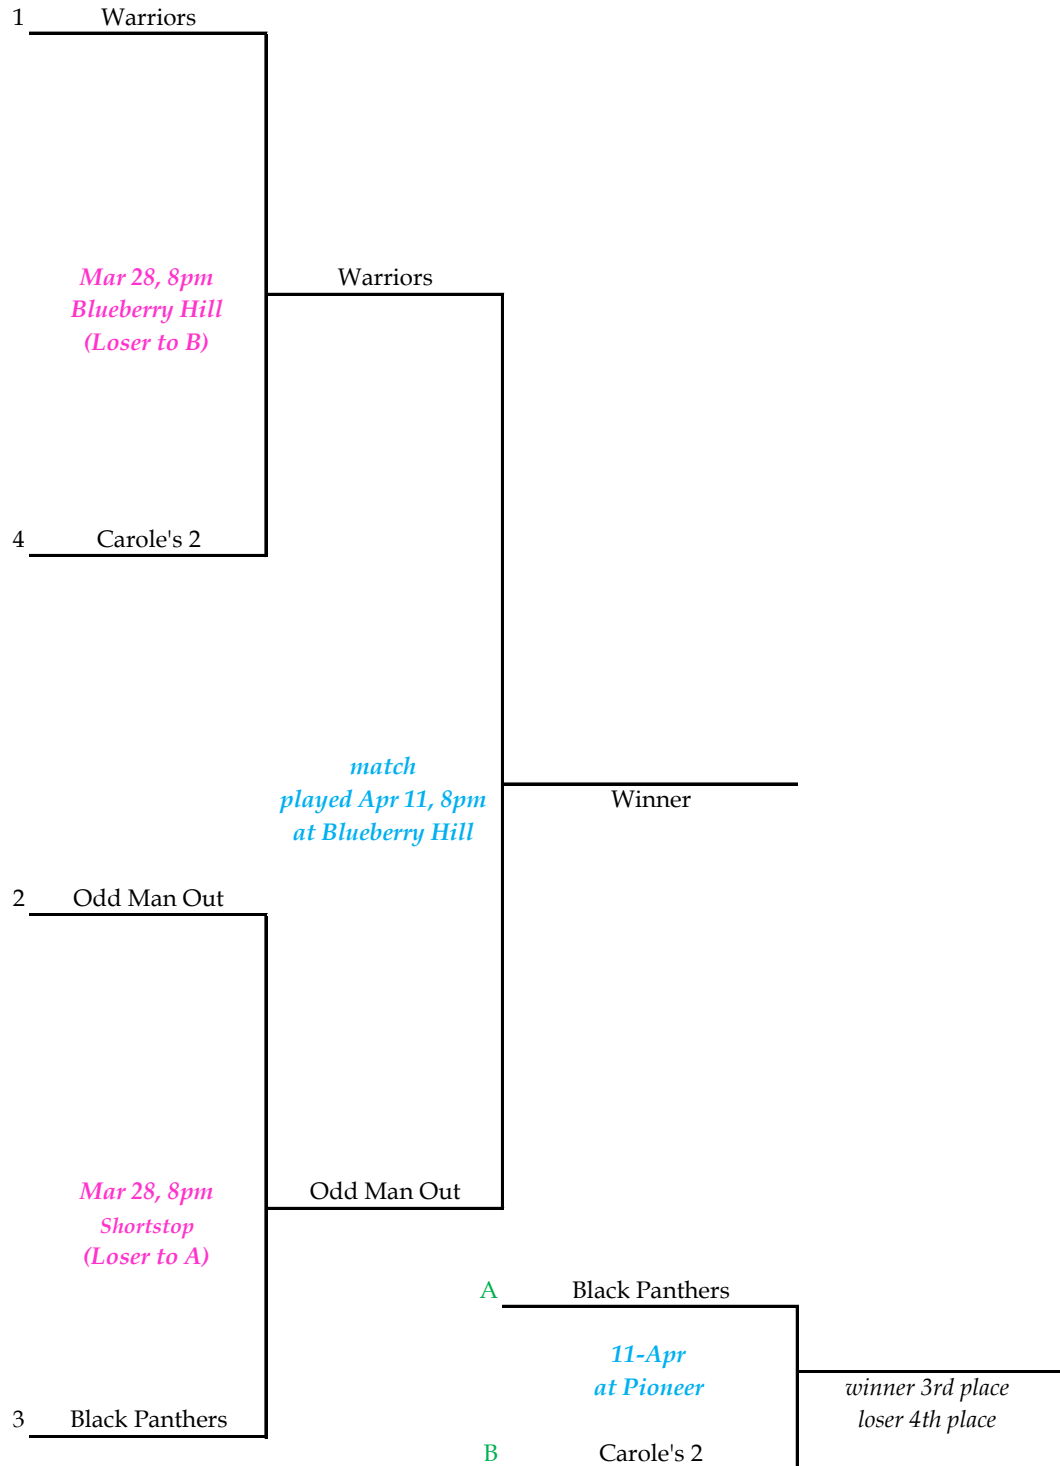 1 Warriors
Mar 28, 8pm
Blueberry Hill
(Loser to B)
Warriors
4 Carole's 2
match
played Apr 11, 8pm
at Blueberry Hill
Winner
2 Odd Man Out
Mar 28, 8pm
Shortstop
(Loser to A)
Odd Man Out
A Black Panthers
11-Apr
at Pioneer
winner 3rd place
loser 4th place
3 Black Panthers
B Carole's 2